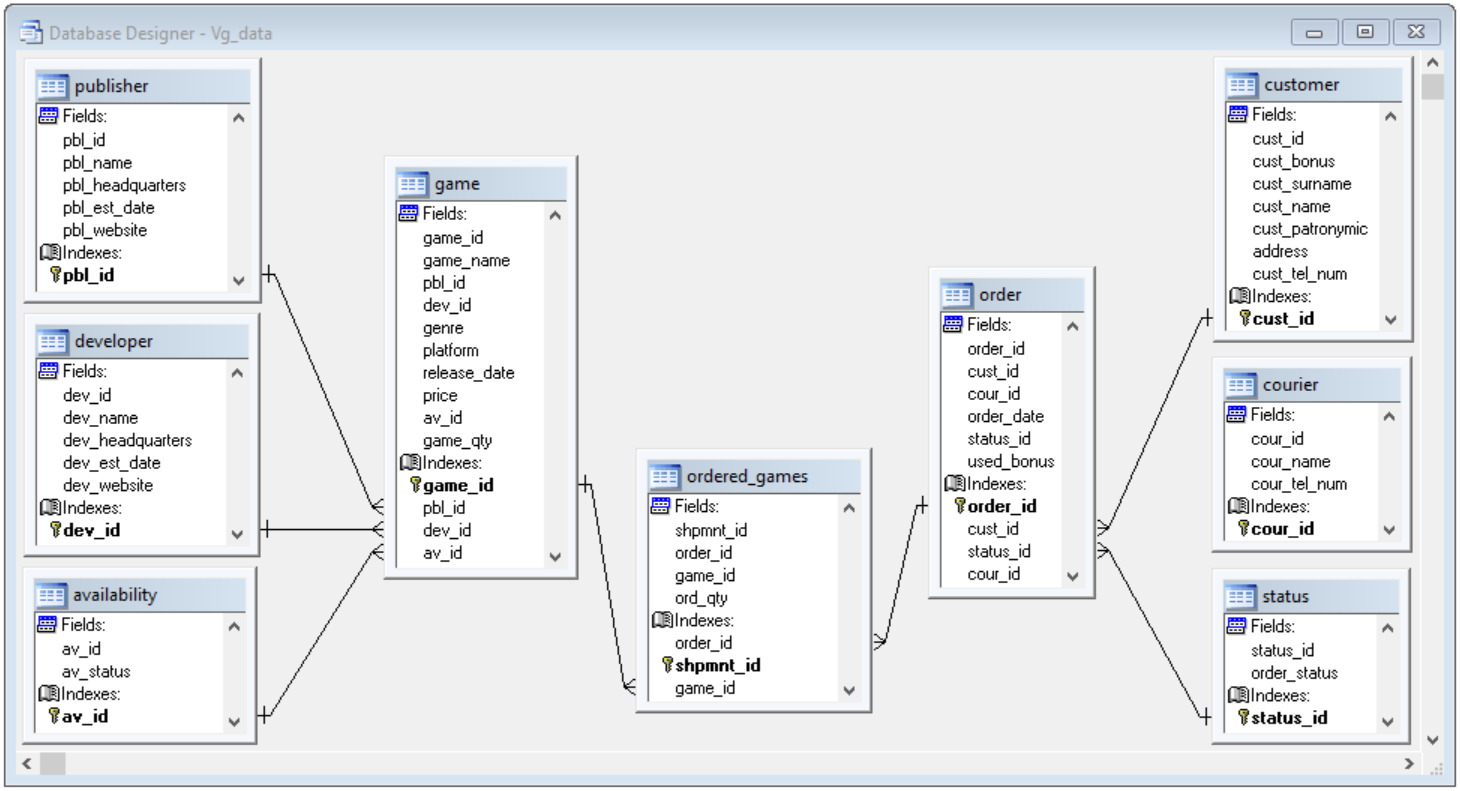 Database Designer - Vg_data
publisher
Fields:
pbl_id
pbl_name
pbl_headquarters
pbl_est_date
pbl_website
Indexes:
pbl_id
developer
Fields:
dev_id
dev_name
dev_headquarters
dev_est_date
dev_website
Indexes:
dev_id
availability
Fields:
av_id
av_status
Indexes:
av_id
game
Fields:
game_id
game_name
pbl_id
dev_id
genre
platform
release_date
price
av_id
game_qty
Indexes:
game_id
pbl_id
dev_id
av_id
ordered_games
Fields:
shpmnt_id
order_id
game_id
ord_qty
Indexes:
order_id
shpmnt_id
game_id
order
Fields:
order_id
cust_id
cour_id
order_date
status_id
used_bonus
Indexes:
order_id
cust_id
status_id
cour_id
customer
Fields:
cust_id
cust_bonus
cust_surname
cust_name
cust_patronymic
address
cust_tel_num
Indexes:
cust_id
courier
Fields:
cour_id
cour_name
cour_tel_num
Indexes:
cour_id
status
Fields:
status_id
order_status
Indexes:
status_id